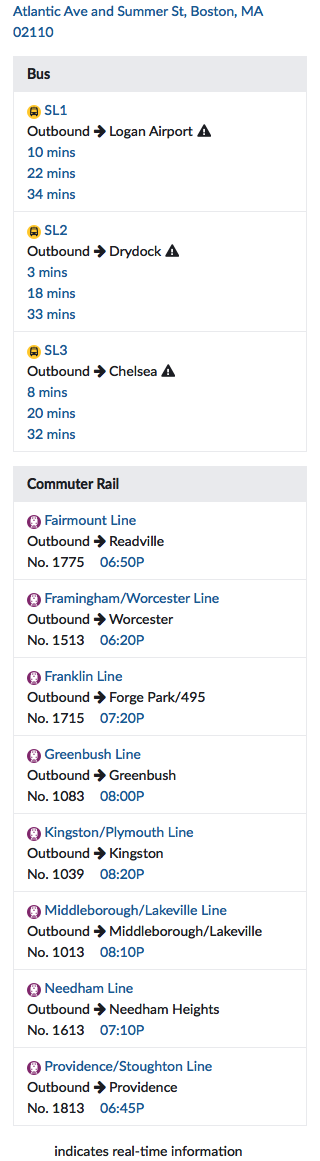 Atlantic Ave and Summer St, Boston, MA
02110
Bus
SL1
Outbound → Logan Airport
10 mins
22 mins
34 mins
SL2
Outbound → Drydock
3 mins
18 mins
33 mins
SL3
Outbound → Chelsea
8 mins
20 mins
32 mins
Commuter Rail
Fairmount Line
Outbound → Readville
No. 1775 06:50P
Framingham/Worcester Line
Outbound → Worcester
No. 1513 06:20P
Franklin Line
Outbound → Forge Park/495
No. 1715 07:20P
Greenbush Line
Outbound → Greenbush
No. 1083 08:00P
Kingston/Plymouth Line
Outbound → Kingston
No. 1039 08:20P
Middleborough/Lakeville Line
Outbound → Middleborough/Lakeville
No. 1013 08:10P
Needham Line
Outbound → Needham Heights
No. 1613 07:10P
Providence/Stoughton Line
Outbound → Providence
No. 1813 06:45P
indicates real-time information